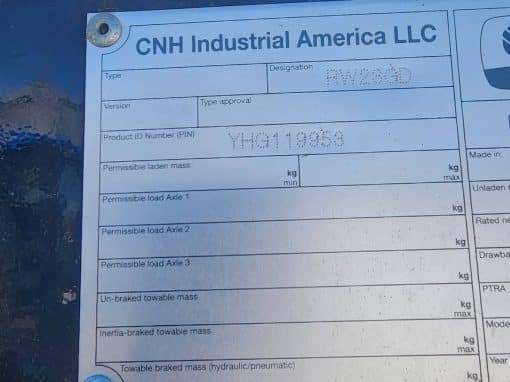 CNH Industrial America LLC
Type
Designation RW23GD
Version
Type approval
Product ID Number (PIN) YHG119953
Made in:
Permissible laden mass: kg min kg max
Unladen
Permissible load Axle 1 kg
Rated
Permissible load Axle 2 kg
Drawba
Permissible load Axle 3 kg
PTRA
Un-braked towable mass kg max
Mode
Inertia-braked towable mass kg max
Year
Towable braked mass (hydraulic/pneumatic) kg